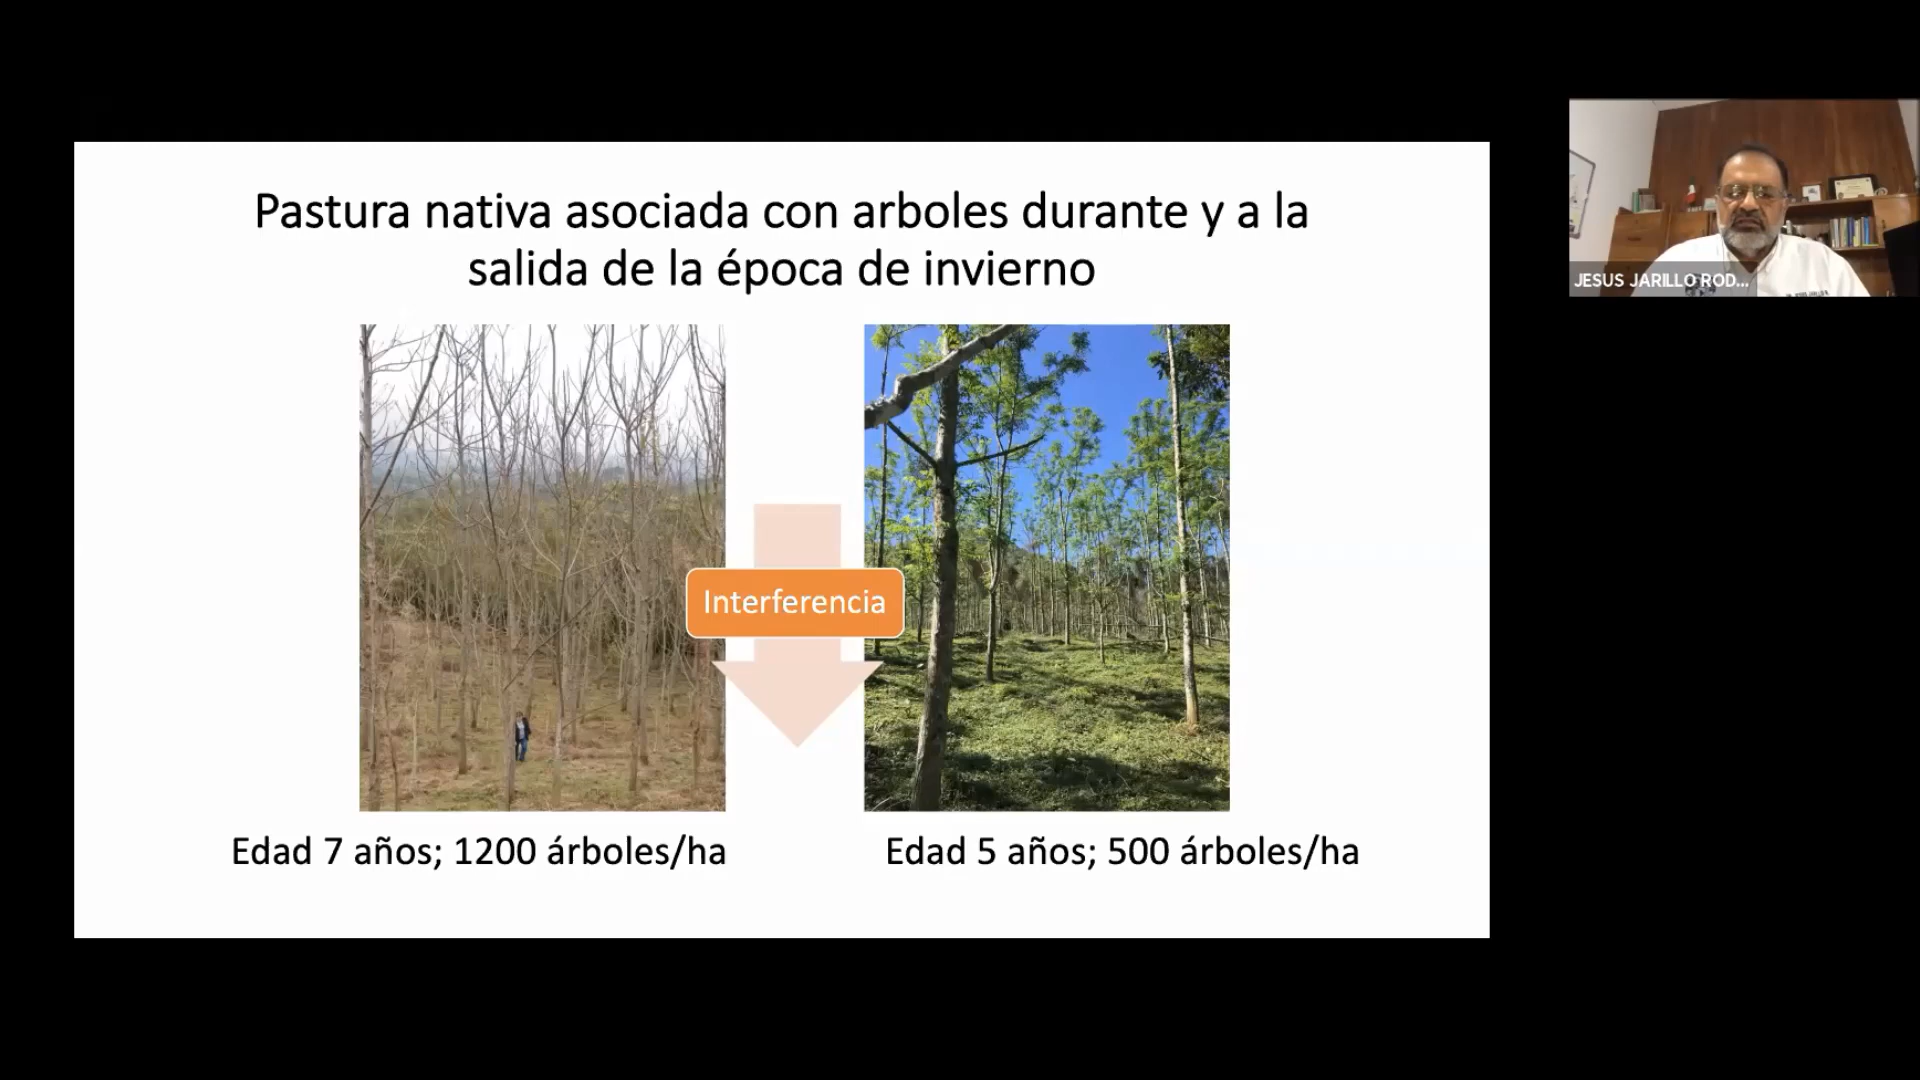 Pastura nativa asociada con arboles durante y a la
salida de la época de invierno
Interferencia
Edad 7 años; 1200 árboles/ha
Edad 5 años; 500 árboles/ha
JESUS JARILLO ROD...